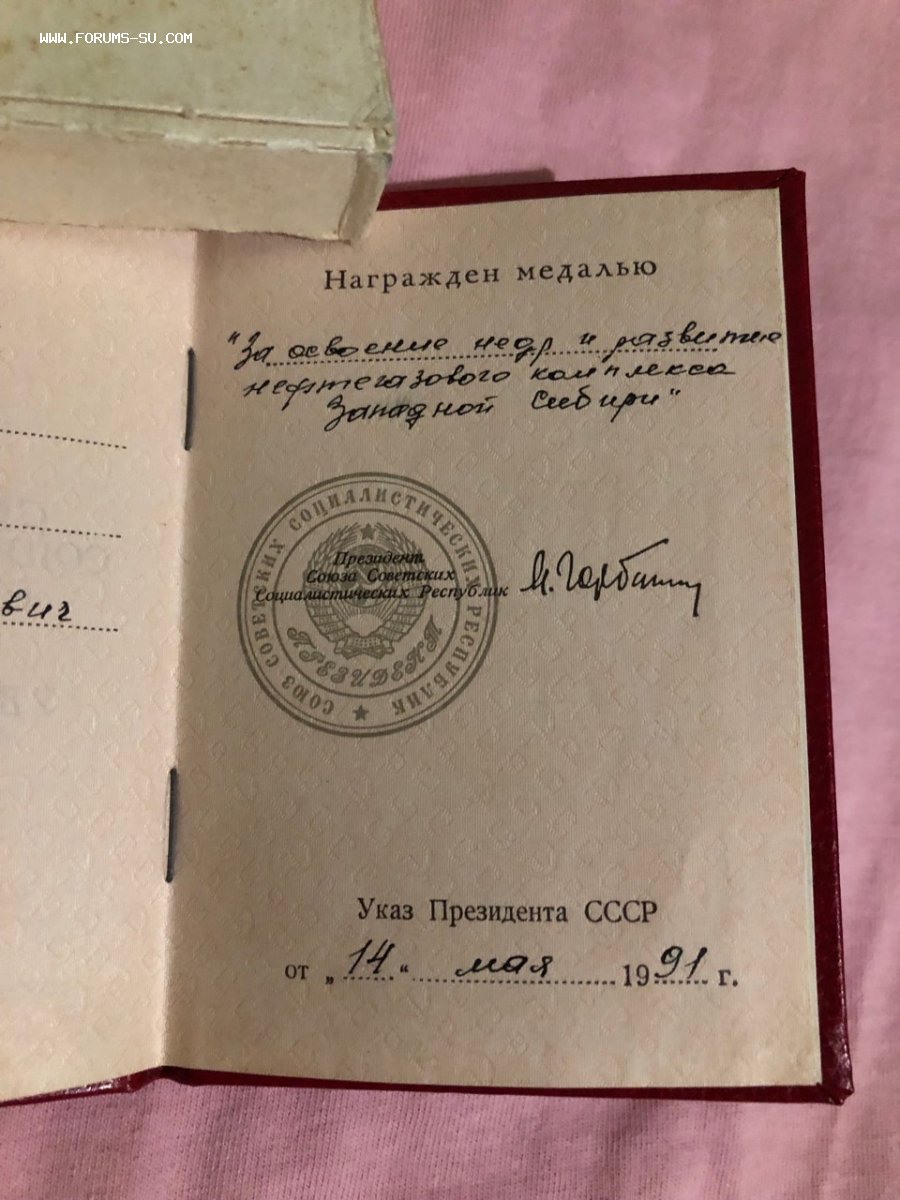 WWW.FORUMS-SU.COM
вич
Награжден медалью
"За освоение недр и развитие
нефтегазового комплекса
Западной Сибири"
СОЮЗ СОВЕТСКИХ СОЦИАЛИСТИЧЕСКИХ РЕСПУБЛИК
Президент
Союза Советских
Социалистических Республик
М. Горбачев
ПРЕЗИДЕНТ
Указ Президента СССР
от „14“ мая 1991 г.